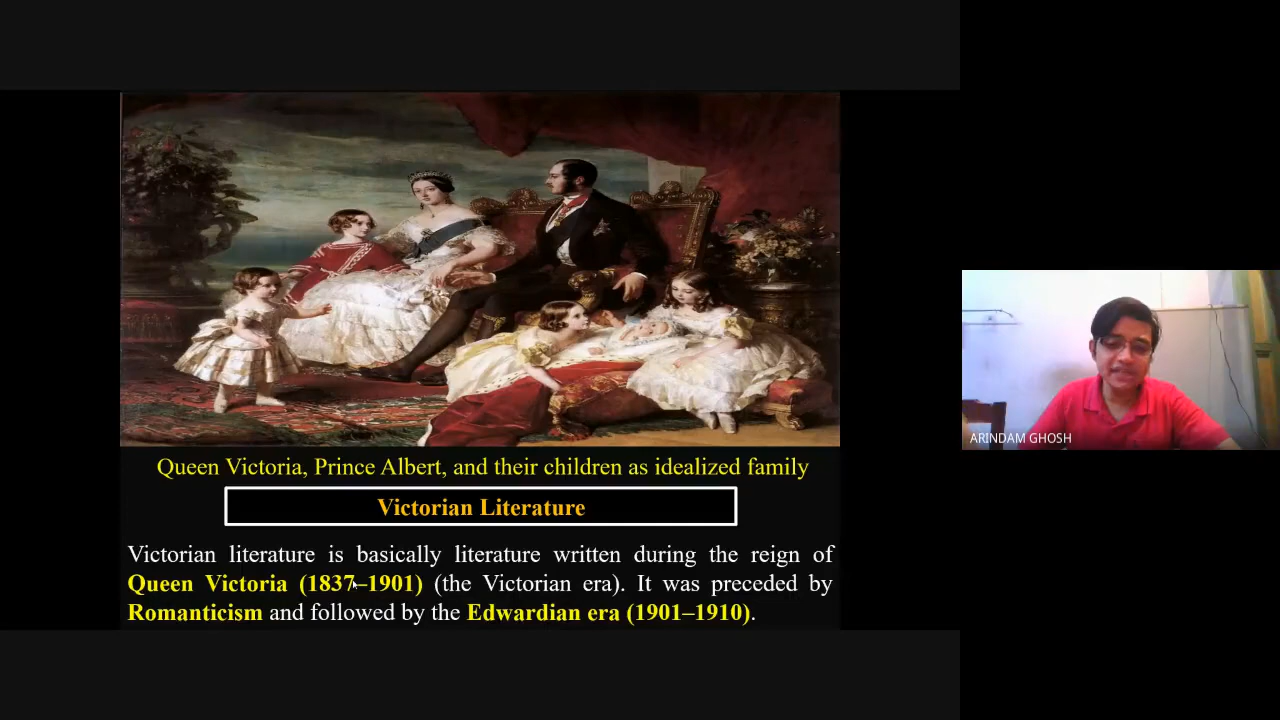 Queen Victoria, Prince Albert, and their children as idealized family
Victorian Literature
Victorian literature is basically literature written during the reign of
Queen Victoria (1837–1901) (the Victorian era). It was preceded by
Romanticism and followed by the Edwardian era (1901–1910).
ARINDAM GHOSH